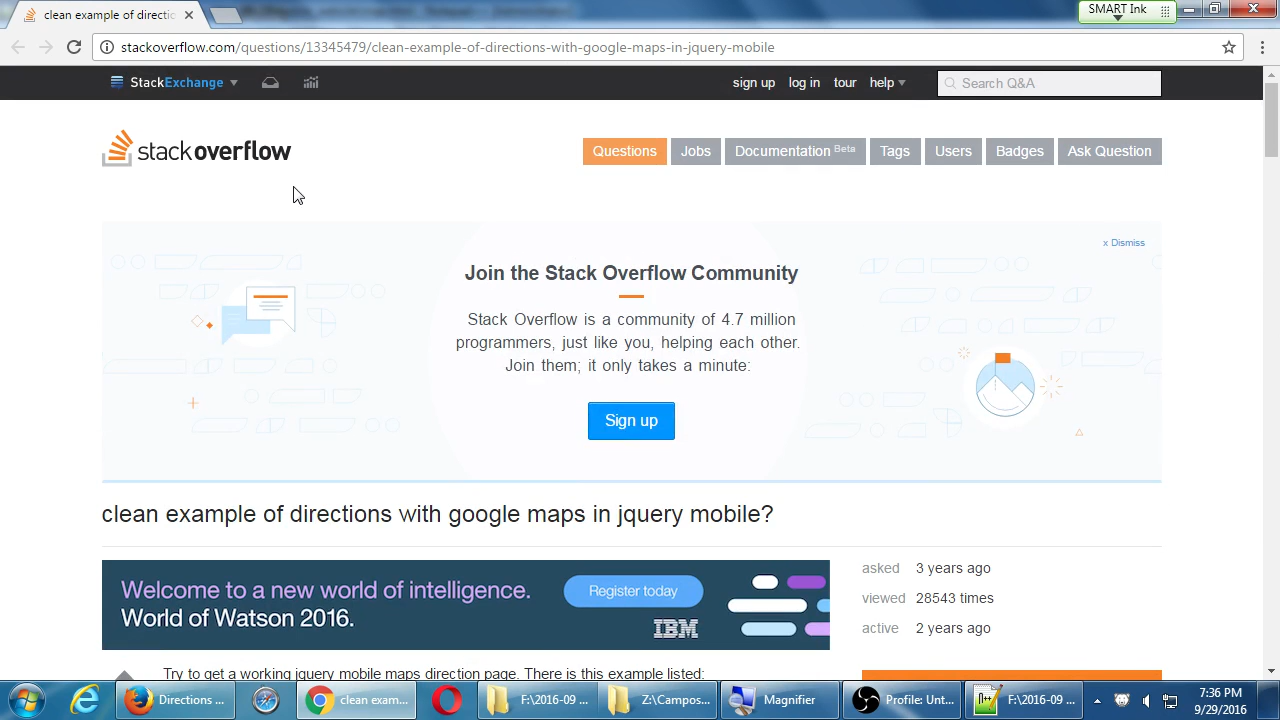 clean example of directio
SMART Ink
stackoverflow.com/questions/13345479/clean-example-of-directions-with-google-maps-in-jquery-mobile
StackExchange
sign up log in tour help
Search Q&A
stackoverflow
Questions Jobs Documentation Beta Tags Users Badges Ask Question
x Dismiss
Join the Stack Overflow Community
Stack Overflow is a community of 4.7 million
programmers, just like you, helping each other.
Join them; it only takes a minute:
Sign up
clean example of directions with google maps in jquery mobile?
Welcome to a new world of intelligence.
World of Watson 2016.
Register today
IBM
asked 3 years ago
viewed 28543 times
active 2 years ago
Try to get a working jquery mobile maps direction page. There is this example listed:
Directions ... clean exam... F:\2016-09 ... Z:\Campos... Magnifier Profile: Unt... F:\2016-09 ...
7:36 PM
9/29/2016